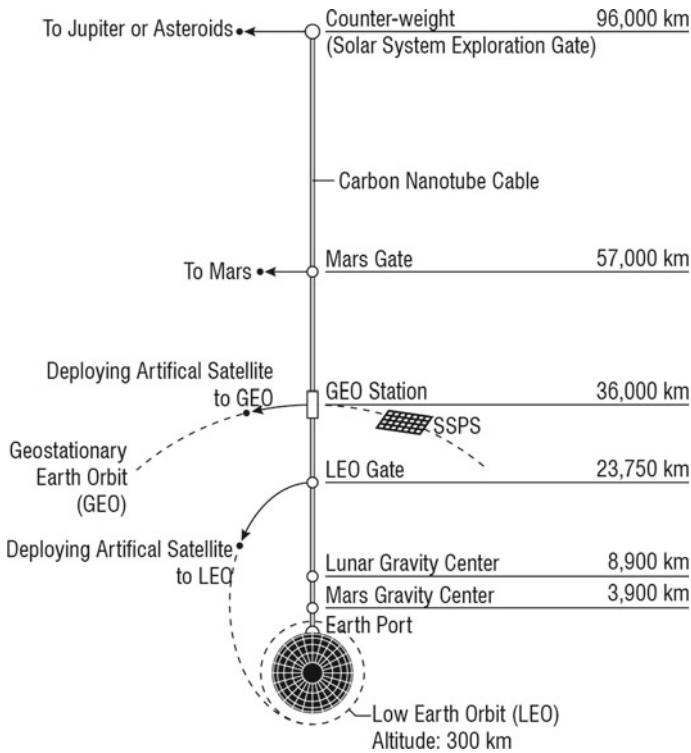 To Jupiter or Asteroids
Counter-weight 96,000 km
(Solar System Exploration Gate)
Carbon Nanotube Cable
To Mars
Mars Gate 57,000 km
Deploying Artifical Satellite
to GEO
GEO Station 36,000 km
SSPS
Geostationary
Earth Orbit
(GEO)
LEO Gate 23,750 km
Deploying Artifical Satellite
to LEO
Lunar Gravity Center 8,900 km
Mars Gravity Center 3,900 km
Earth Port
Low Earth Orbit (LEO)
Altitude: 300 km